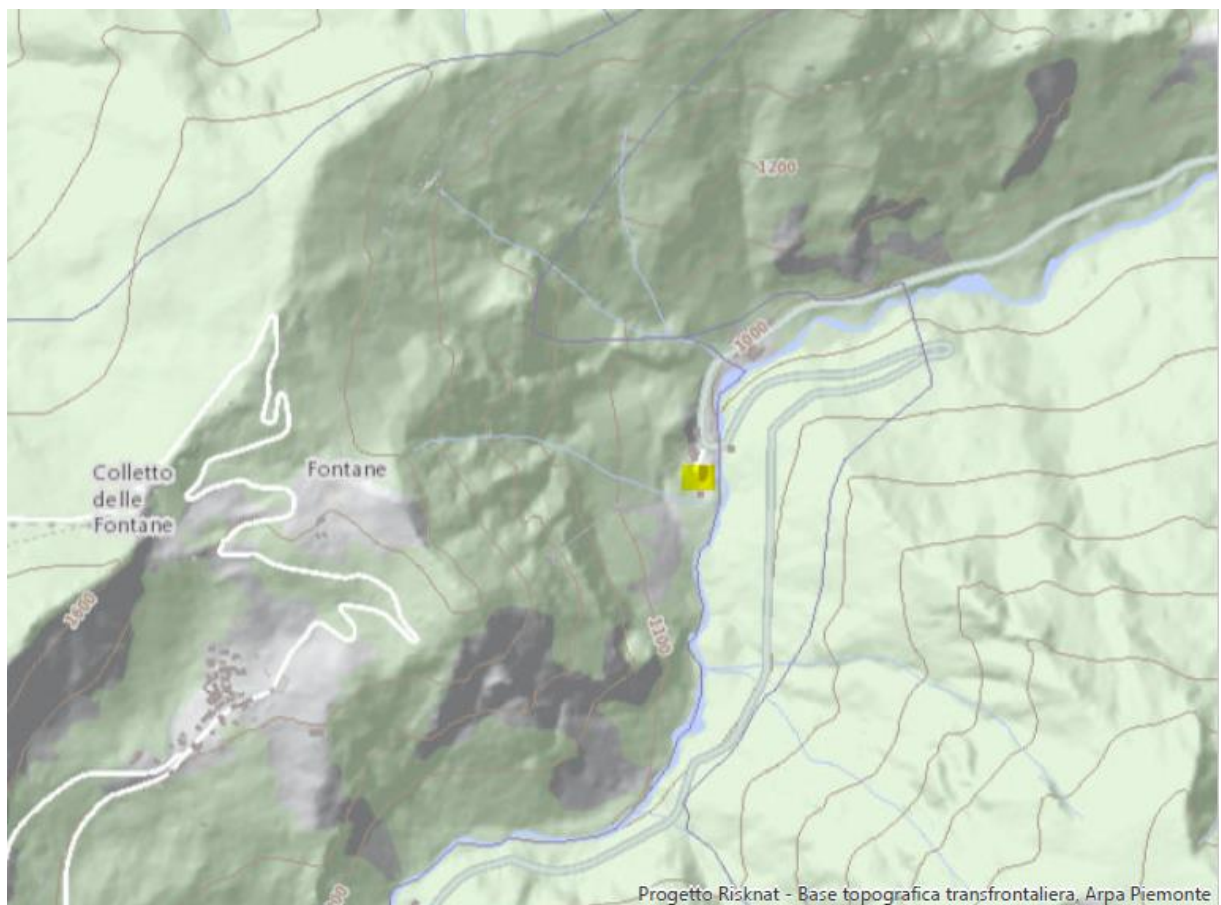 1200
1000
Colletto
delle
Fontane
Fontane
1600
1100
Progetto Risknat - Base topografica transfrontaliera, Arpa Piemonte